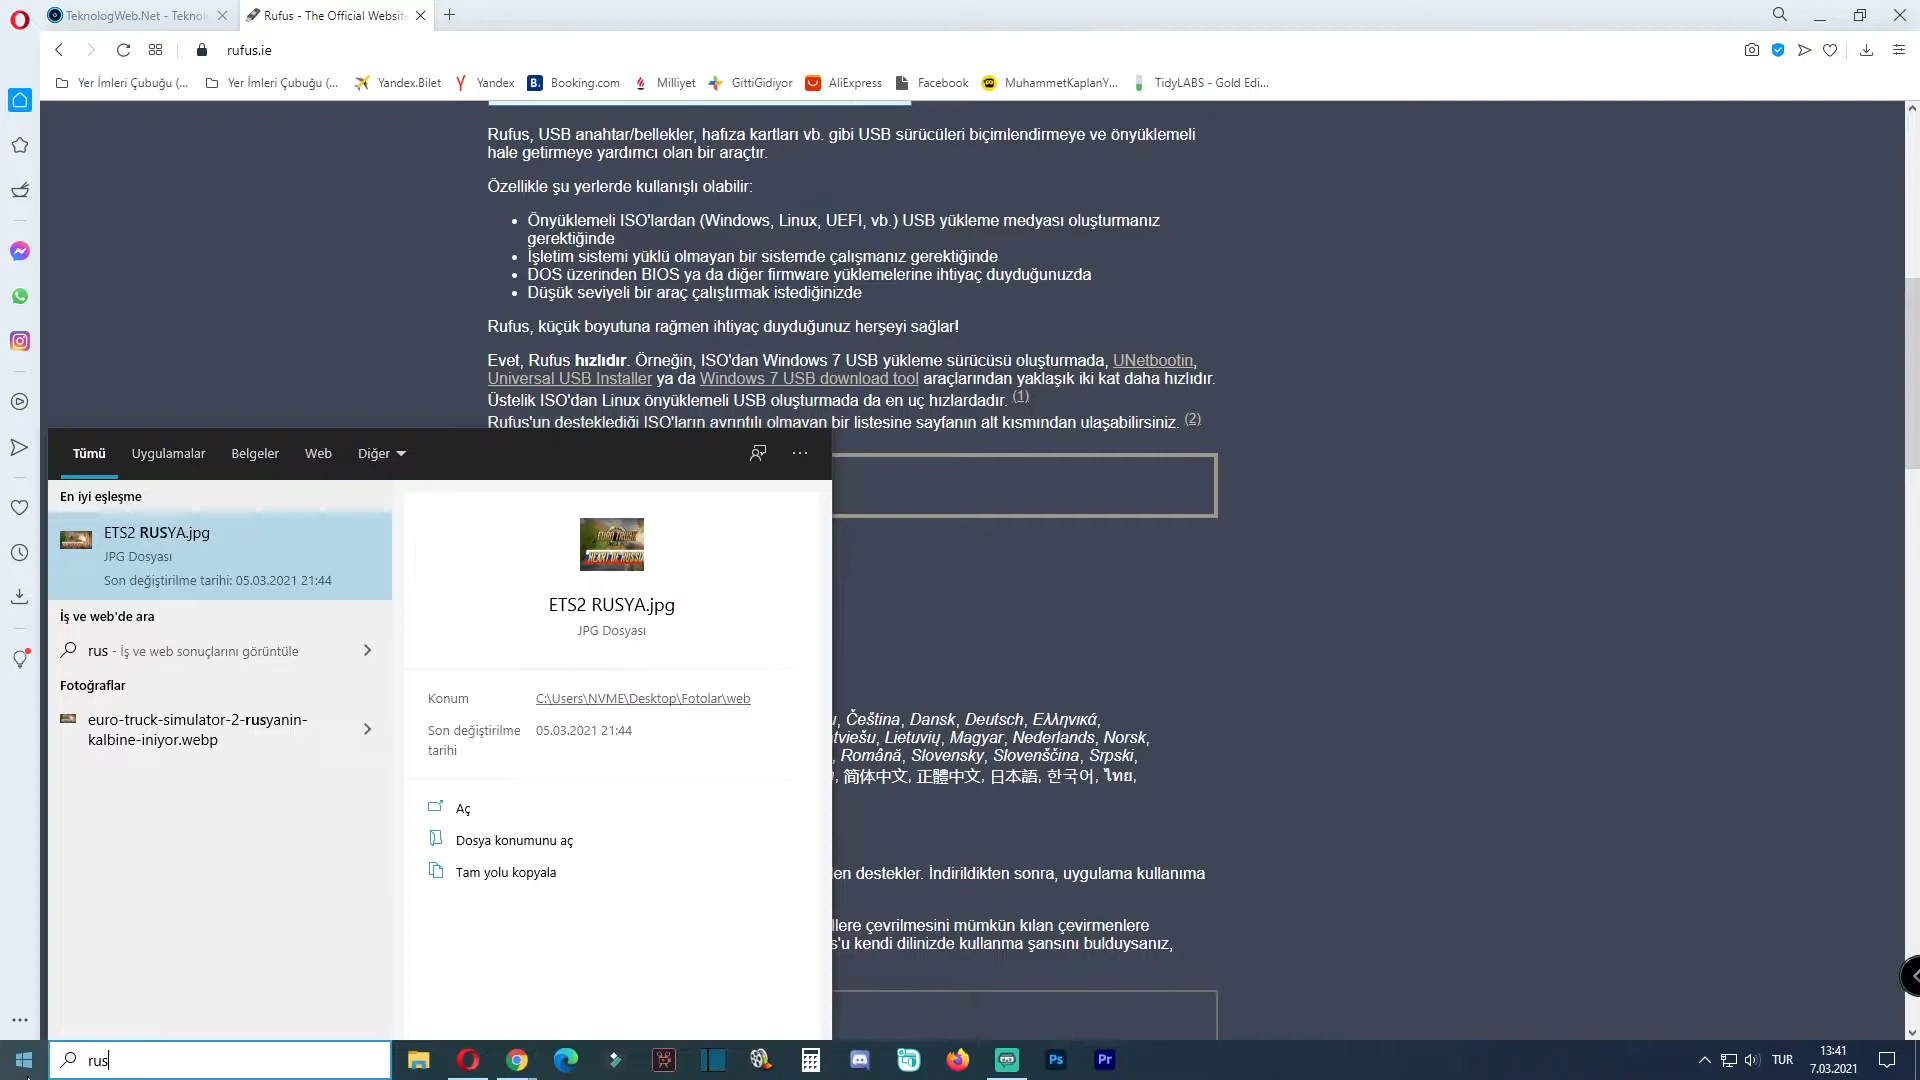 TeknologWeb.Net - Teknol
Rufus - The Official Website
rufus.ie
Yer İmleri Çubuğu (...
Yer İmleri Çubuğu (...
Yandex.Bilet
Yandex
Booking.com
Milliyet
GittiGidiyor
AliExpress
Facebook
MuhammetKaplanY...
TidyLABS - Gold Edi...
Rufus, USB anahtar/bellekler, hafıza kartları vb. gibi USB sürücüleri biçimlendirmeye ve önyüklemeli
hale getirmeye yardımcı olan bir araçtır.
Özellikle şu yerlerde kullanışlı olabilir:
• Önyüklemeli ISO'lardan (Windows, Linux, UEFI, vb.) USB yükleme medyası oluşturmanız
gerektiğinde
• İşletim sistemi yüklü olmayan bir sistemde çalışmanız gerektiğinde
• DOS üzerinden BIOS ya da diğer firmware yüklemelerine ihtiyaç duyduğunuzda
• Düşük seviyeli bir araç çalıştırmak istediğinizde
Rufus, küçük boyutuna rağmen ihtiyaç duyduğunuz herşeyi sağlar!
Evet, Rufus hızlıdır. Örneğin, ISO'dan Windows 7 USB yükleme sürücüsü oluşturmada, UNetbootin,
Universal USB Installer ya da Windows 7 USB download tool araçlarından yaklaşık iki kat daha hızlıdır.
Üstelik ISO'dan Linux önyüklemeli USB oluşturmada da en uç hızlardadır. (1)
Rufus'un desteklediği ISO'ların ayrıntılı olmayan bir listesine sayfanın alt kısmından ulaşabilirsiniz. (2)
Tümü
Uygulamalar
Belgeler
Web
Diğer
En iyi eşleşme
ETS2 RUSYA.jpg
JPG Dosyası
Son değiştirilme tarihi: 05.03.2021 21:44
İş ve web'de ara
rus - İş ve web sonuçlarını görüntüle
Fotoğraflar
euro-truck-simulator-2-rusyanin-
kalbine-iniyor.webp
EURO TRUCK
HEART OF RUSSIA
ETS2 RUSYA.jpg
JPG Dosyası
Konum C:\Users\NVME\Desktop\Fotolar\web
Son değiştirilme 05.03.2021 21:44
tarihi
Aç
Dosya konumunu aç
Tam yolu kopyala
Čeština, Dansk, Deutsch, Ελληνικά,
tviešu, Lietuvių, Magyar, Nederlands, Norsk,
, Română, Slovensky, Slovenščina, Srpski,
, 简体中文, 正體中文, 日本語, 한국어, ไทย,
en destekler. İndirildikten sonra, uygulama kullanıma
llere çevrilmesini mümkün kılan çevirmenlere
s'u kendi dilinizde kullanma şansını bulduysanız,
rus
Ps
Pr
TUR
13:41
7.03.2021